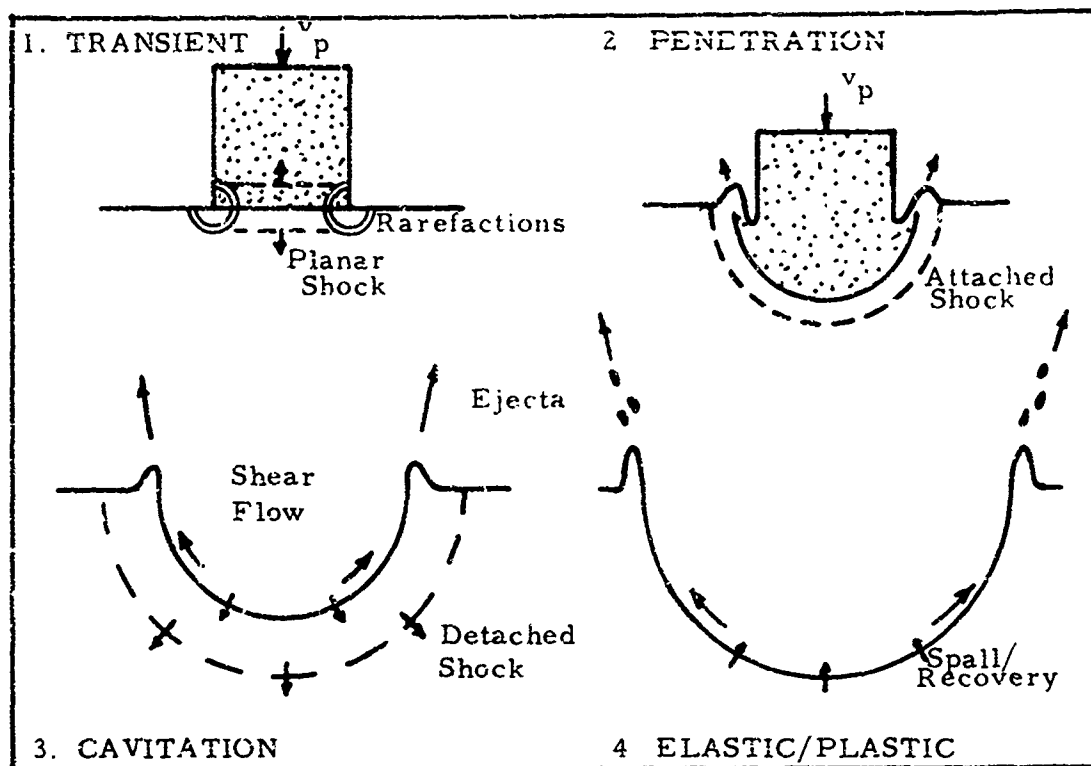 1. TRANSIENT
v p
Rarefactions
Planar
Shock
2 PENETRATION
v p
Attached
Shock
Shear
Flow
Ejecta
Detached
Shock
3. CAVITATION
Spall/
Recovery
4 ELASTIC/PLASTIC